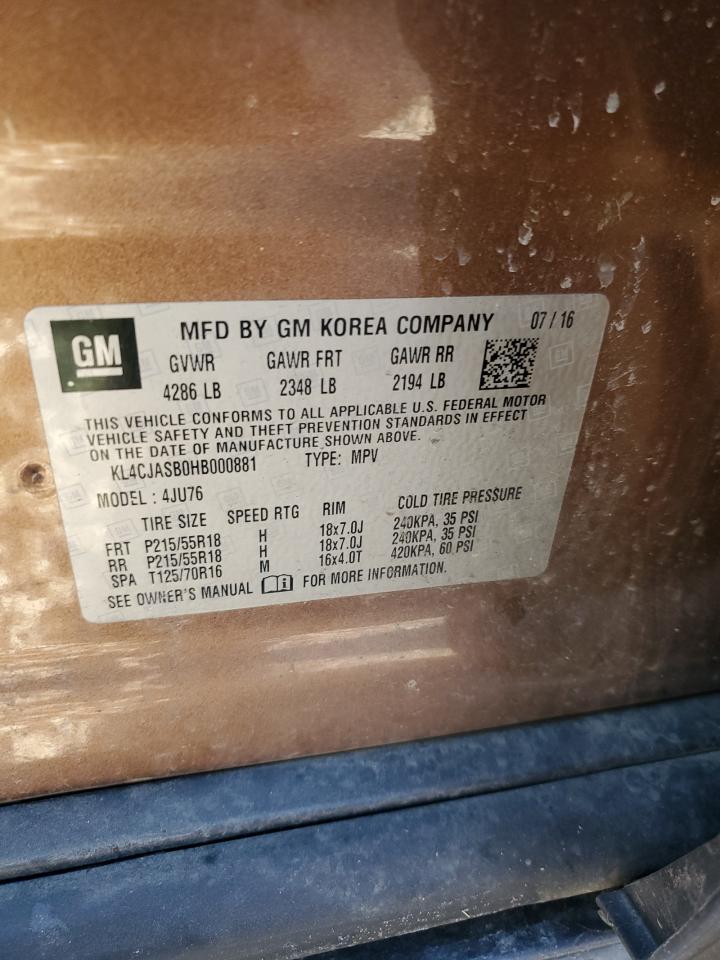 GM
MFD BY GM KOREA COMPANY 07 / 16
GVWR GAWR FRT GAWR RR
4286 LB 2348 LB 2194 LB
THIS VEHICLE CONFORMS TO ALL APPLICABLE U.S. FEDERAL MOTOR
VEHICLE SAFETY AND THEFT PREVENTION STANDARDS IN EFFECT
ON THE DATE OF MANUFACTURE SHOWN ABOVE.
KL4CJASB0HB000881 TYPE: MPV
MODEL : 4JU76
TIRE SIZE SPEED RTG RIM COLD TIRE PRESSURE
FRT P215/55R18 H 18x7.0J 240KPA, 35 PSI
RR P215/55R18 H 18x7.0J 240KPA, 35 PSI
SPA T125/70R16 M 16x4.0T 420KPA, 60 PSI
SEE OWNER'S MANUAL FOR MORE INFORMATION.